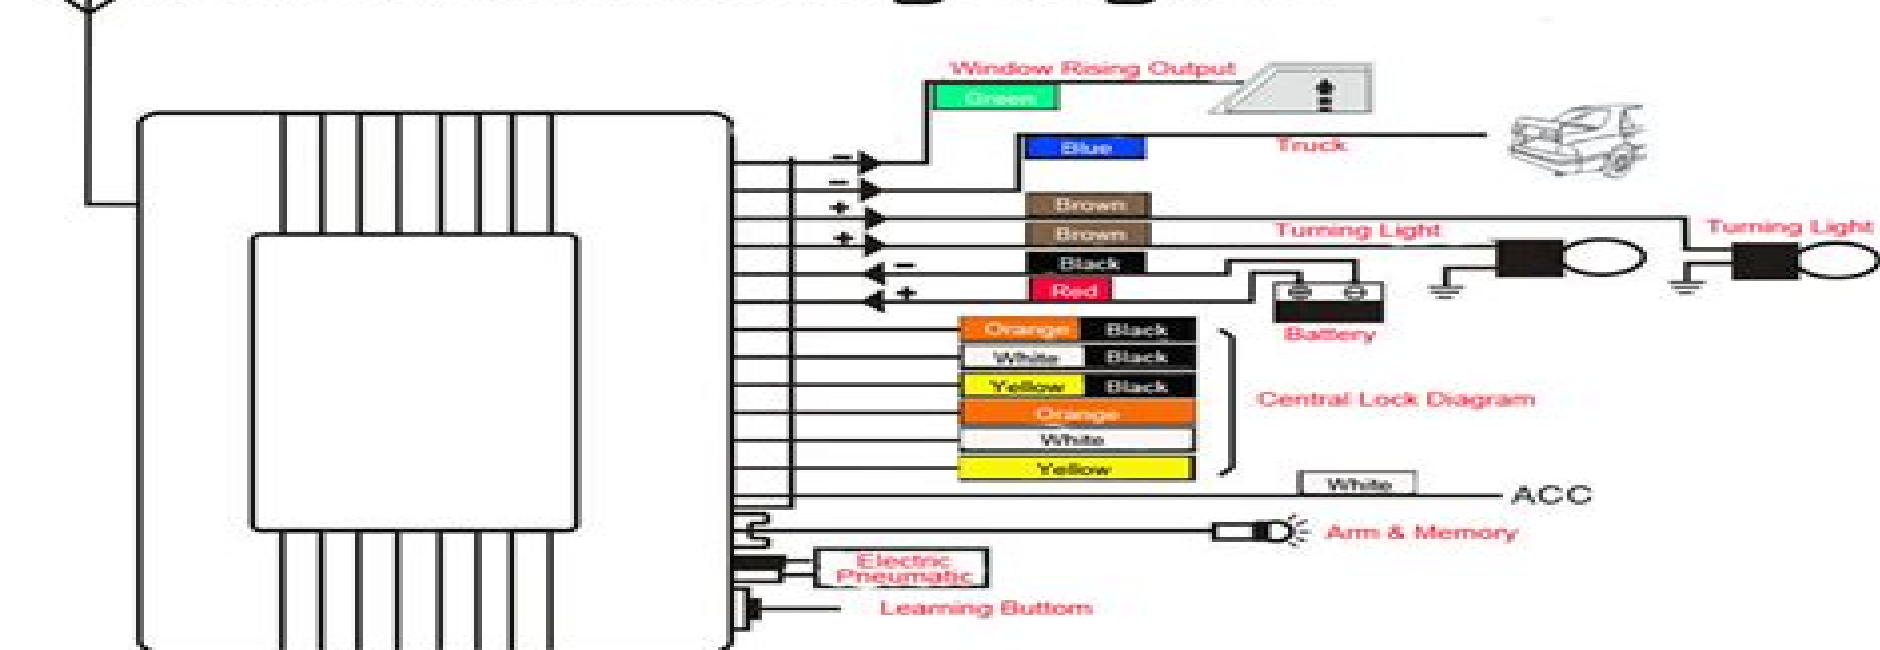 Window Rising Output
Green
Blue
Truck
Brown
Brown
Turning Light
Turning Light
Black
Red
Battery
Orange Black
White Black
Yellow Black
Orange
White
Yellow
Central Lock Diagram
White
ACC
Arm & Memory
Electric
Pneumatic
Learning Buttom